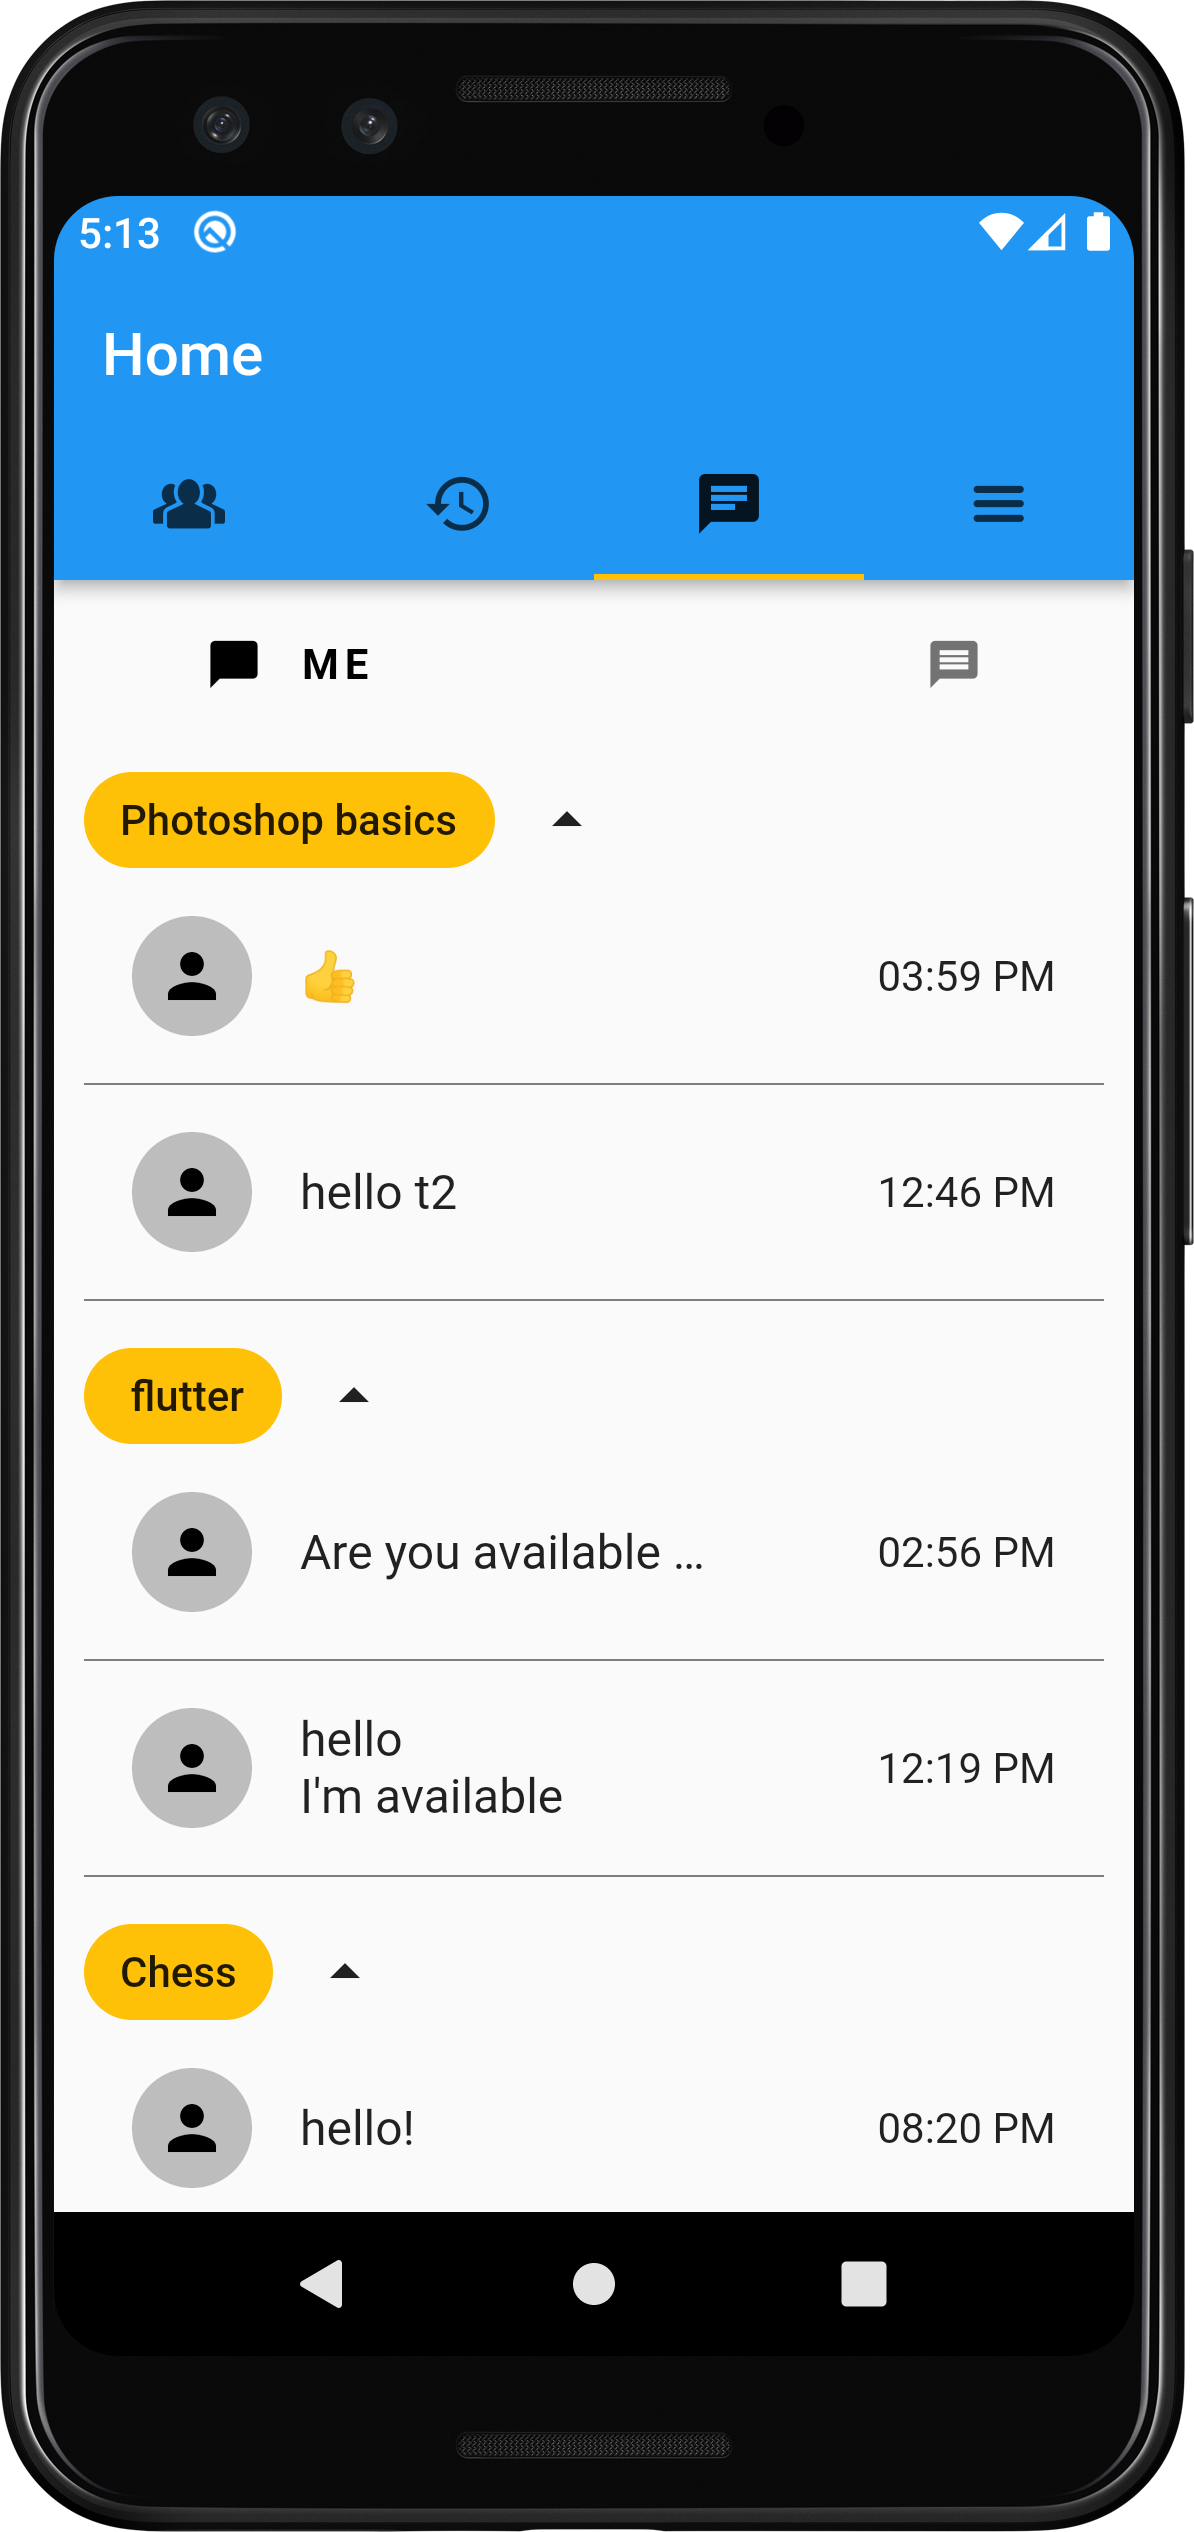 5:13
Home
ME
Photoshop basics
👍 03:59 PM
hello t2 12:46 PM
flutter
Are you available ... 02:56 PM
hello
I'm available 12:19 PM
Chess
hello! 08:20 PM